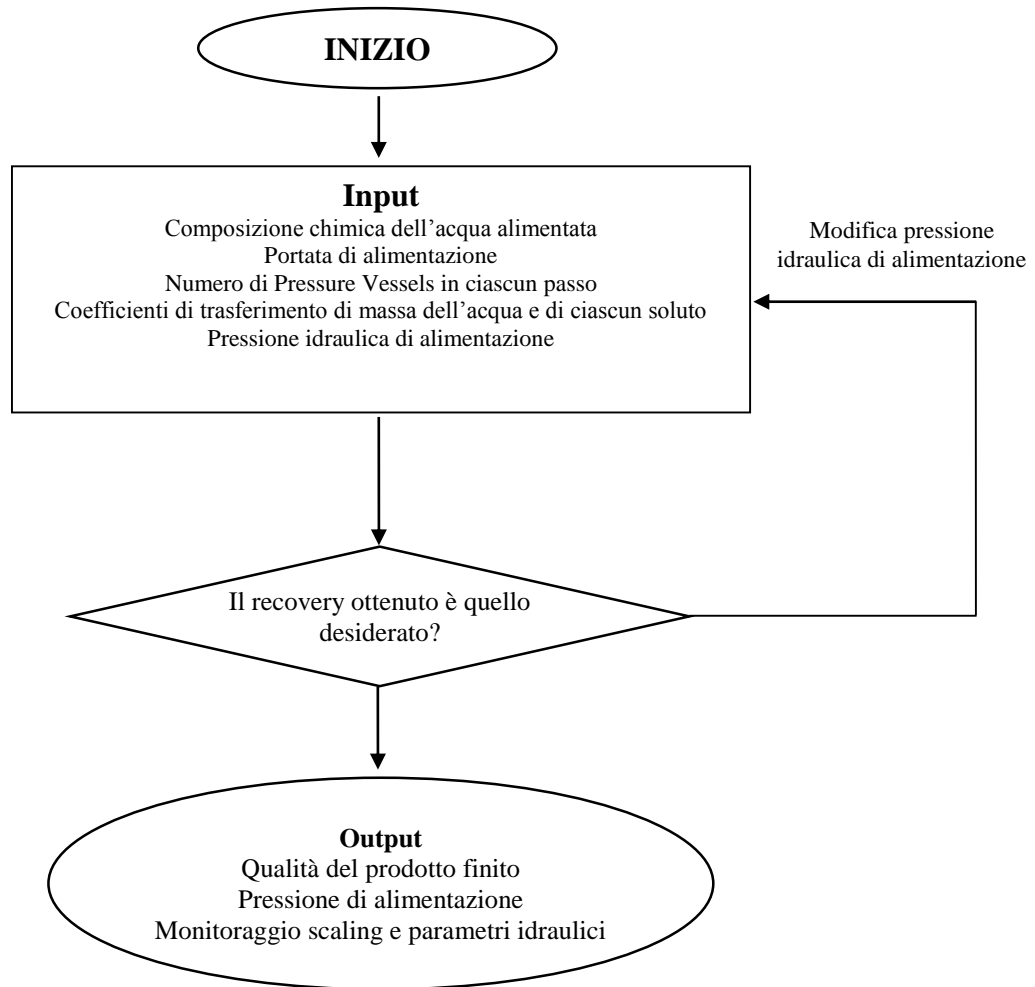 INIZIO
Input
Composizione chimica dell’acqua alimentata
Portata di alimentazione
Numero di Pressure Vessels in ciascun passo
Coefficienti di trasferimento di massa dell’acqua e di ciascun soluto
Pressione idraulica di alimentazione
Modifica pressione
idraulica di alimentazione
Il recovery ottenuto è quello
desiderato?
Output
Qualità del prodotto finito
Pressione di alimentazione
Monitoraggio scaling e parametri idraulici